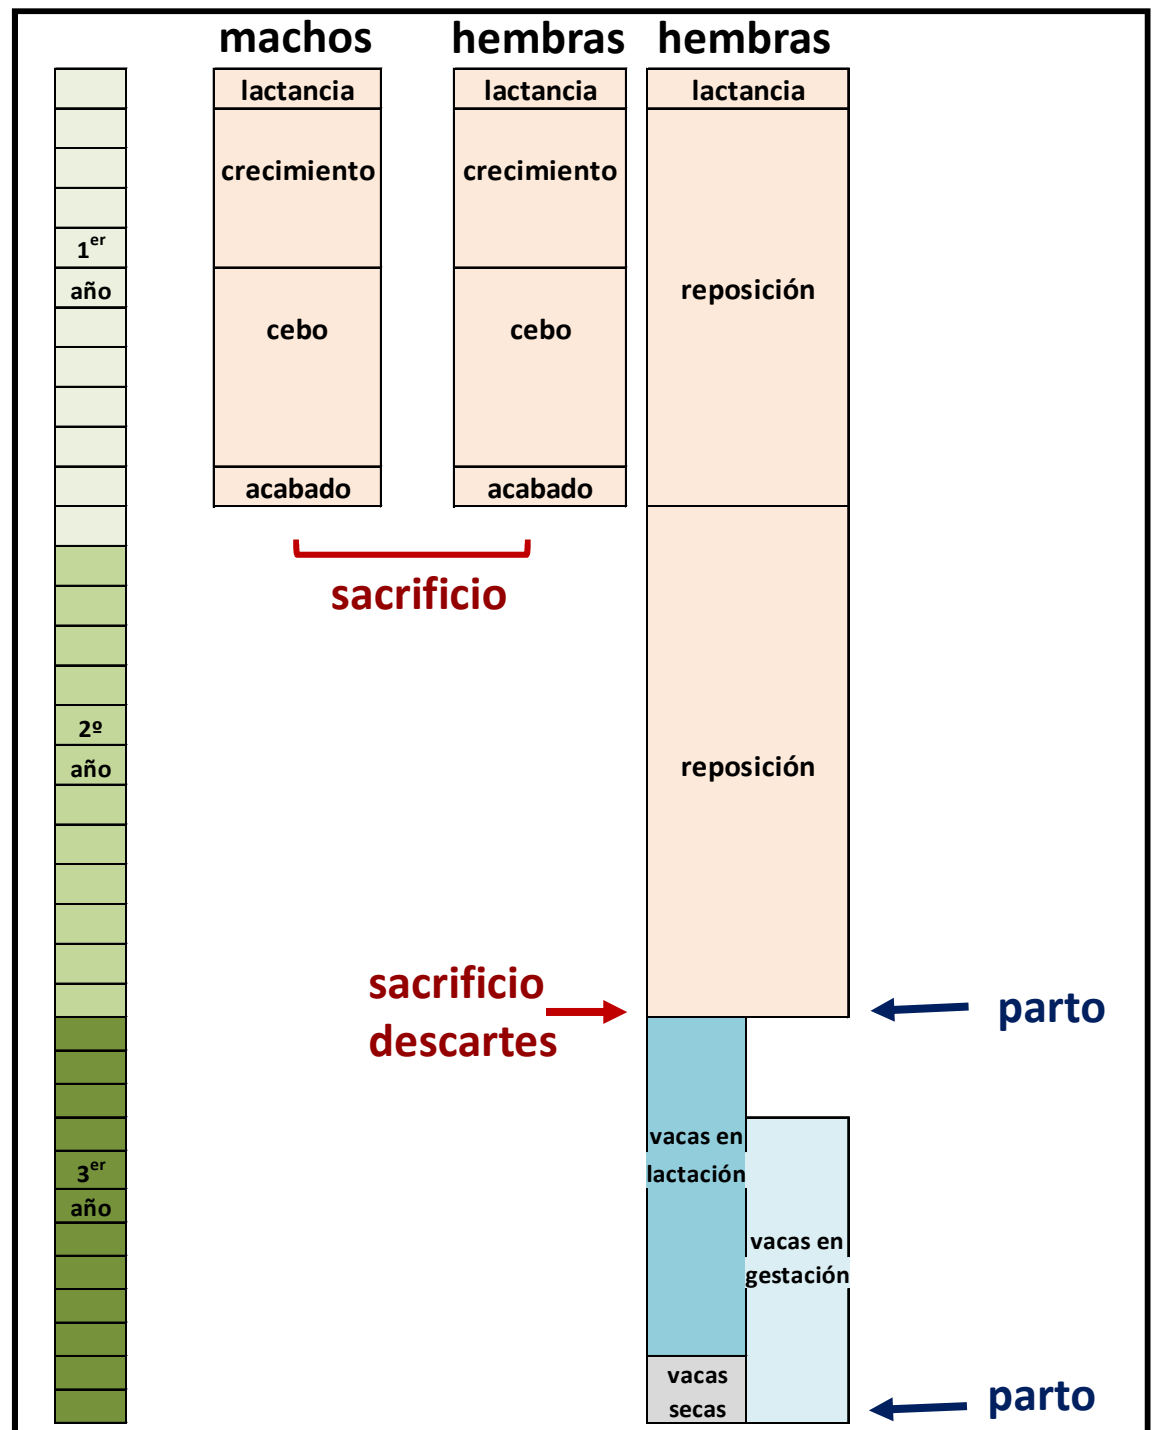 machos hembras hembras
lactancia lactancia lactancia
crecimiento crecimiento
1er
año
reposición
cebo cebo
acabado acabado
sacrificio
2º
año
reposición
sacrificio
descartes
parto
vacas en
lactación
3er
año
vacas en
gestación
vacas
secas
parto